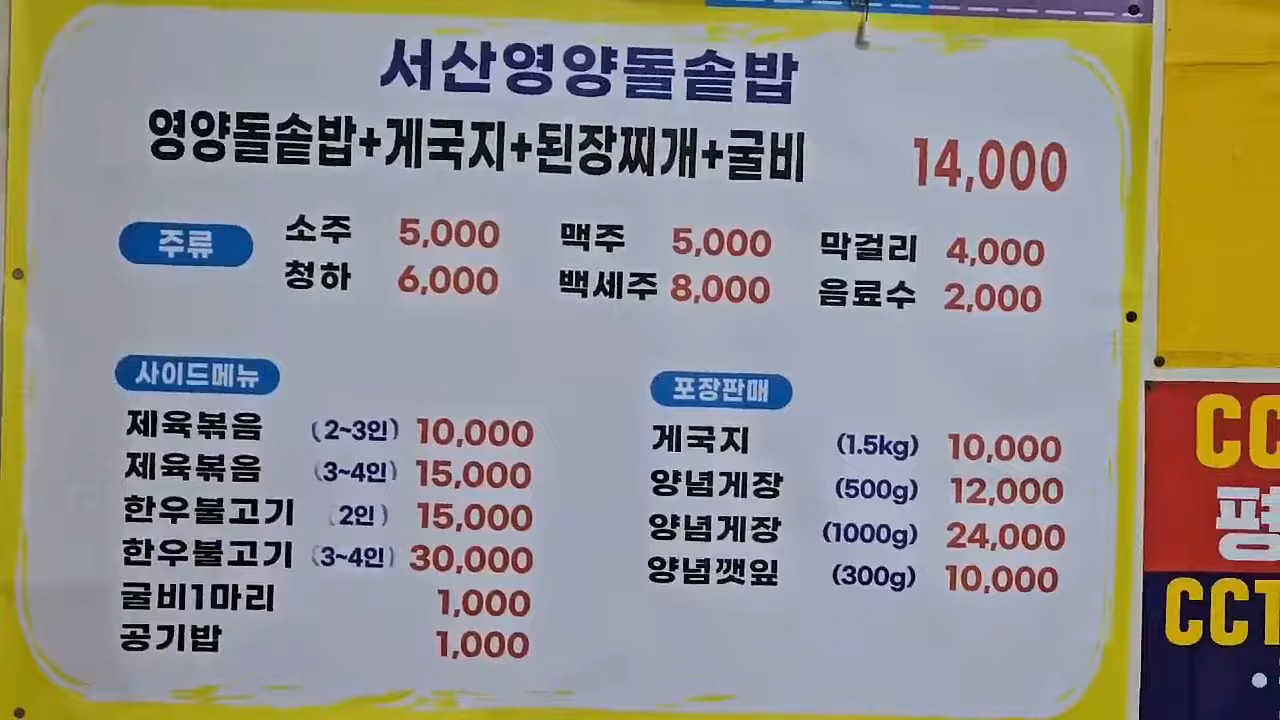 서산영양돌솥밥
영양돌솥밥+게국지+된장찌개+굴비 14,000
주류 소주 5,000 맥주 5,000 막걸리 4,000
청하 6,000 백세주 8,000 음료수 2,000
사이드메뉴
제육볶음 (2~3인) 10,000
제육볶음 (3~4인) 15,000
한우불고기 (2인) 15,000
한우불고기 (3~4인) 30,000
굴비1마리 1,000
공기밥 1,000
포장판매
게국지 (1.5kg) 10,000
양념게장 (500g) 12,000
양념게장 (1000g) 24,000
양념깻잎 (300g) 10,000
CC
평
CCT